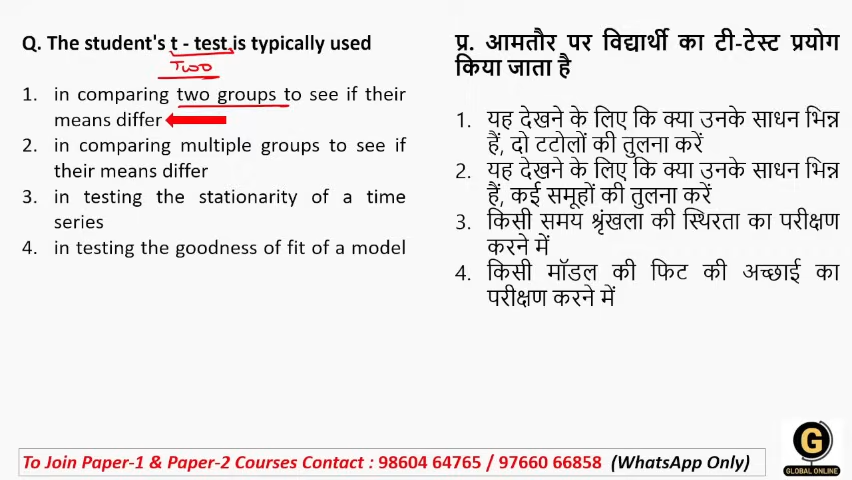 Q. The student's t - test is typically used
Two
1. in comparing two groups to see if their
means differ
2. in comparing multiple groups to see if
their means differ
3. in testing the stationarity of a time
series
4. in testing the goodness of fit of a model
प्र. आमतौर पर विद्यार्थी का टी-टेस्ट प्रयोग
किया जाता है
1. यह देखने के लिए कि क्या उनके साधन भिन्न
हैं, दो टटोलों की तुलना करें
2. यह देखने के लिए कि क्या उनके साधन भिन्न
हैं, कई समूहों की तुलना करें
3. किसी समय श्रृंखला की स्थिरता का परीक्षण
करने में
4. किसी मॉडल की फिट की अच्छाई का
परीक्षण करने में
To Join Paper-1 & Paper-2 Courses Contact : 98604 64765 / 97660 66858 (WhatsApp Only)
G
GLOBAL ONLINE